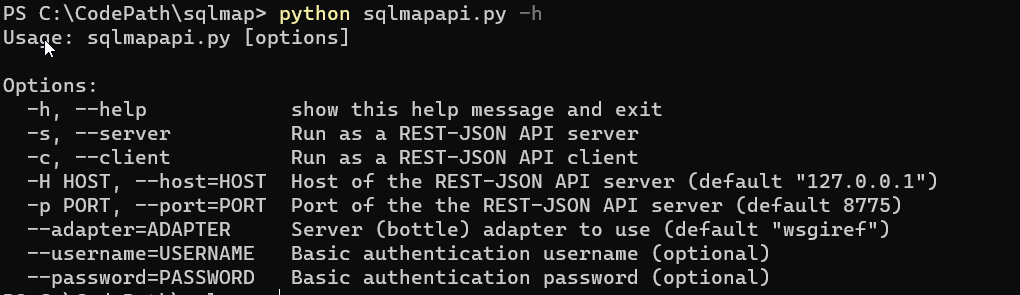 PS C:\CodePath\sqlmap> python sqlmapapi.py -h
Usage: sqlmapapi.py [options]
Options:
-h, --help show this help message and exit
-s, --server Run as a REST-JSON API server
-c, --client Run as a REST-JSON API client
-H HOST, --host=HOST Host of the REST-JSON API server (default "127.0.0.1")
-p PORT, --port=PORT Port of the the REST-JSON API server (default 8775)
--adapter=ADAPTER Server (bottle) adapter to use (default "wsgiref")
--username=USERNAME Basic authentication username (optional)
--password=PASSWORD Basic authentication password (optional)